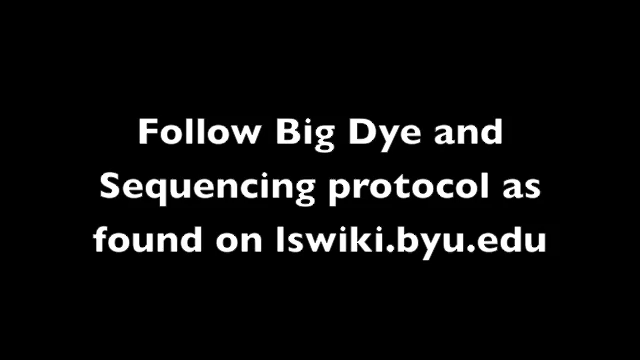 Follow Big Dye and
Sequencing protocol as
found on lswiki.byu.edu